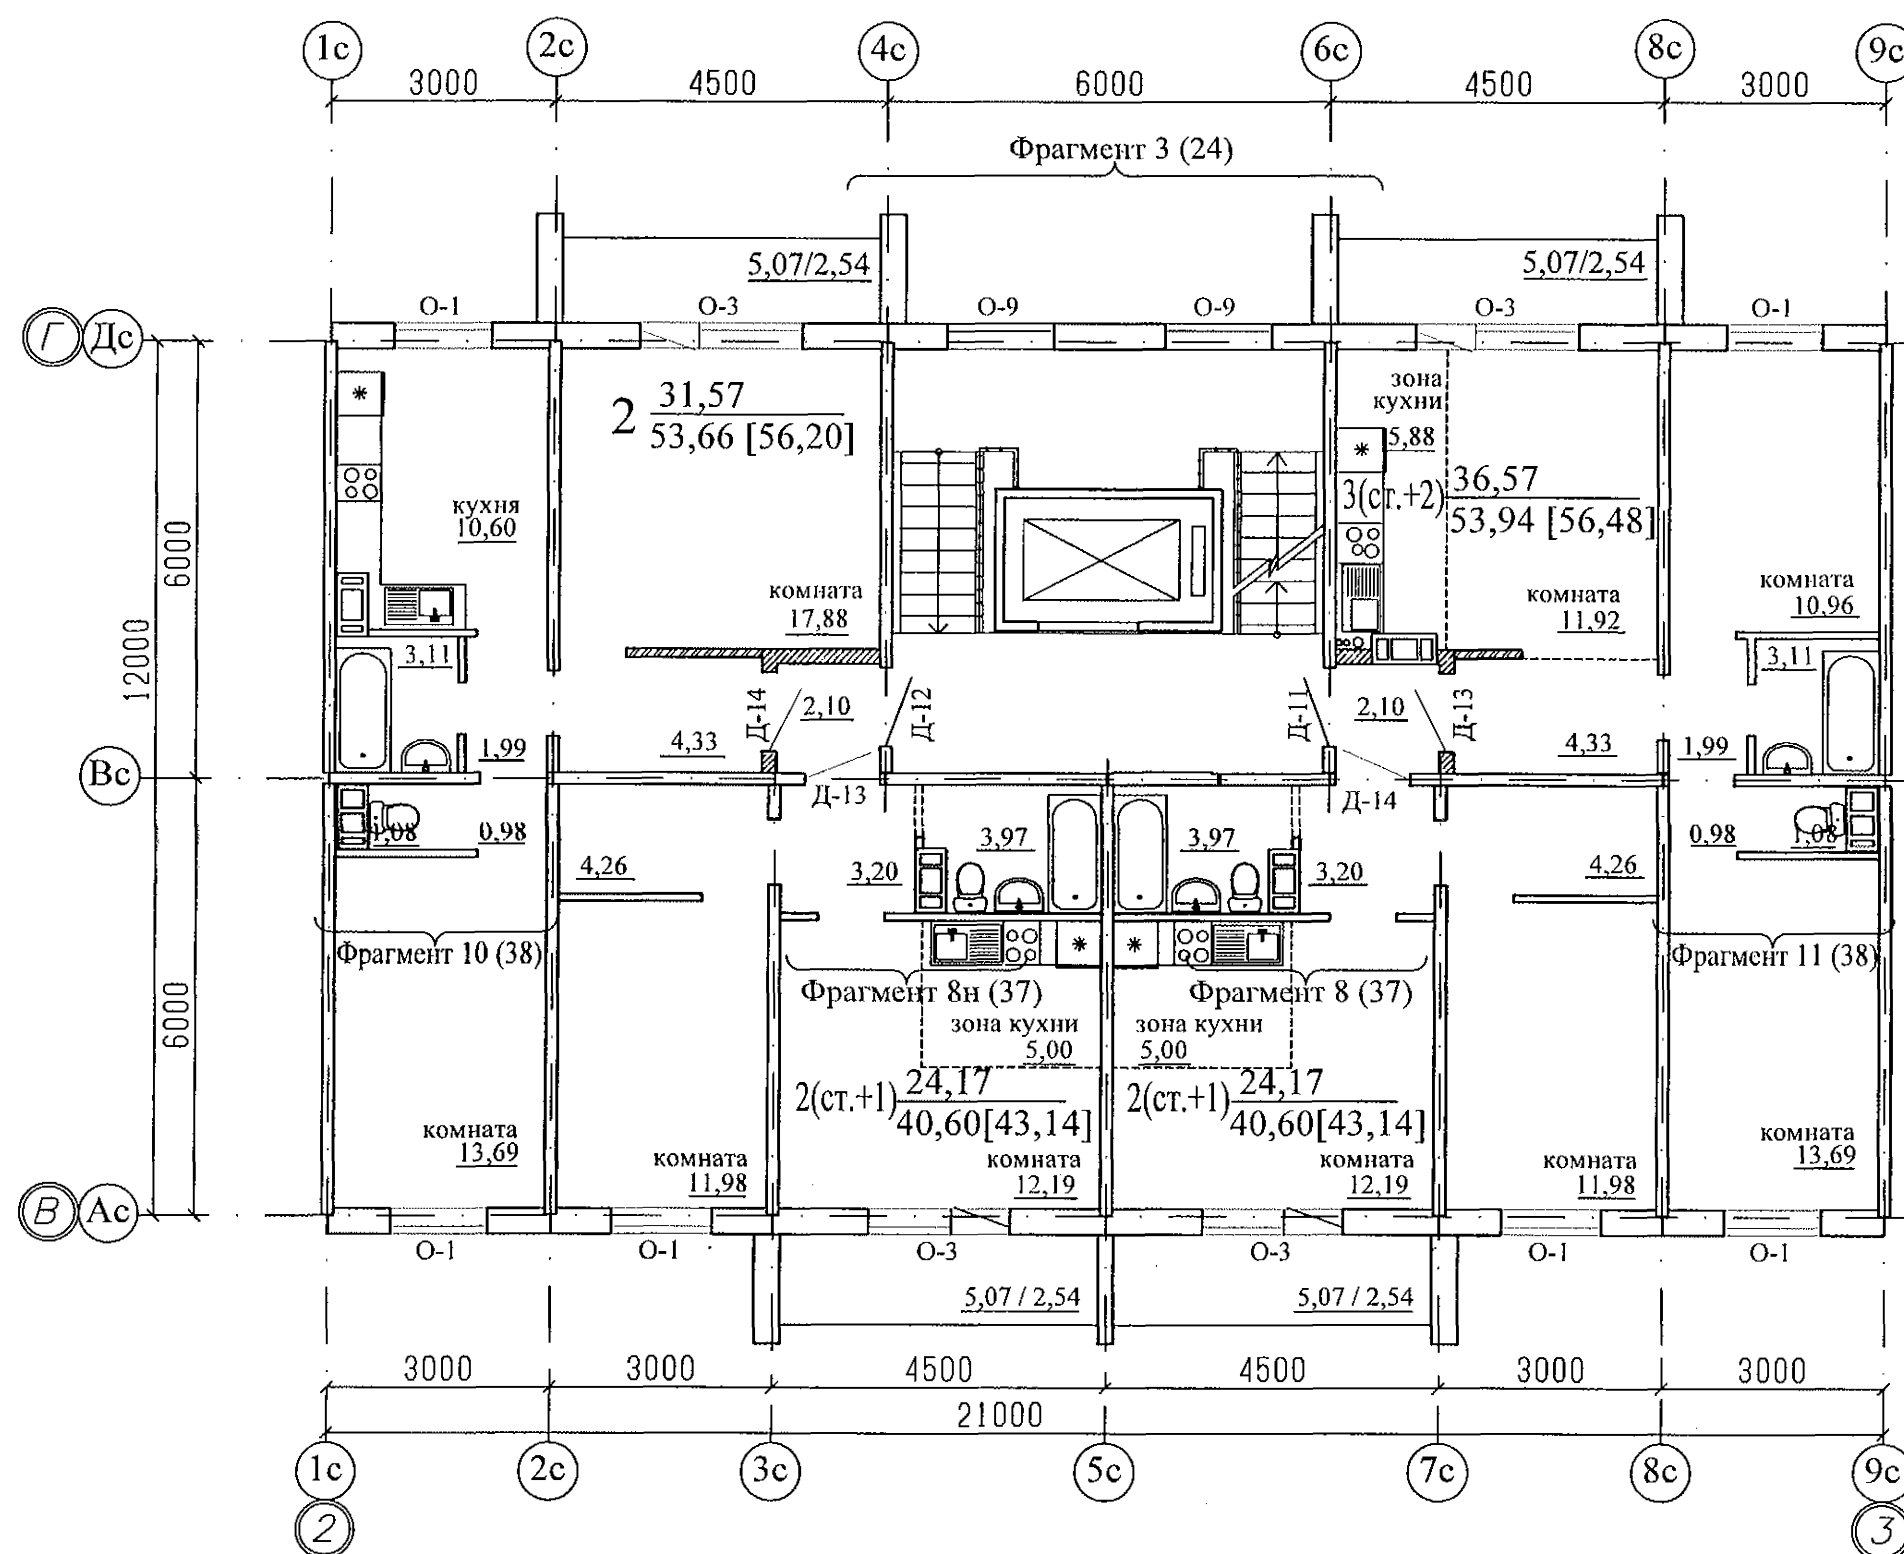 1с 2с 4с 6с 8с 9с
3000 4500 6000 4500 3000
Фрагмент 3 (24)
5,07/2,54 5,07/2,54
О-1 О-3 О-9 О-9 О-3 О-1
Г Дс
зона
кухни
5,88
2 31,57
53,66 [56,20]
3(ст.+2) 36,57
53,94 [56,48]
кухня
10,60
комната
17,88
комната
11,92
комната
10,96
6000
12000
3,11 3,11
Д-14 2,10 Д-12 Д-11 2,10 Д-13
1,99 4,33 4,33 1,99
Вс
Д-13 Д-14
1,08 0,98 3,97 3,97 0,98 1,08
4,26 3,20 3,20 4,26
Фрагмент 10 (38) Фрагмент 11 (38)
Фрагмент 8н (37) Фрагмент 8 (37)
6000
зона кухни зона кухни
5,00 5,00
2(ст.+1) 24,17 2(ст.+1) 24,17
40,60[43,14] 40,60[43,14]
комната
13,69
комната
11,98
комната
12,19
комната
12,19
комната
11,98
комната
13,69
В Ас
О-1 О-1 О-3 О-3 О-1 О-1
5,07 / 2,54 5,07 / 2,54
3000 3000 4500 4500 3000 3000
21000
1с 2с 3с 5с 7с 8с 9с
2 3